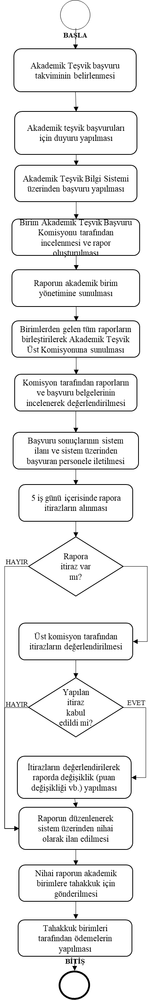 BAŞLA
Akademik Teşvik başvuru
takviminin belirlenmesi
Akademik teşvik başvuruları
için duyuru yapılması
Akademik Teşvik Bilgi Sistemi
üzerinden başvuru yapılması
Birim Akademik Teşvik Başvuru
Komisyonu tarafından
incelenmesi ve rapor
oluşturulması
Raporun akademik birim
yönetimine sunulması
Birimlerden gelen tüm raporların
birleştirilerek Akademik Teşvik
Üst Komisyonuna sunulması
Komisyon tarafından raporların
ve başvuru belgelerinin
incelenerek değerlendirilmesi
Başvuru sonuçlarının sistem
ilanı ve sistem üzerinden
başvuran personele iletilmesi
5 iş günü içerisinde rapora
itirazların alınması
HAYIR
Rapora
itiraz var
mı?
Üst komisyon tarafından
itirazların değerlendirilmesi
HAYIR
Yapılan
itiraz
kabul
edildi mi?
EVET
İtirazların değerlendirilerek
raporda değişiklik (puan
değişikliği vb.) yapılması
Raporun düzenlenerek
sistem üzerinden nihai
olarak ilan edilmesi
Nihai raporun akademik
birimlere tahakkuk için
gönderilmesi
Tahakkuk birimleri
tarafından ödemelerin
yapılması
BİTİŞ